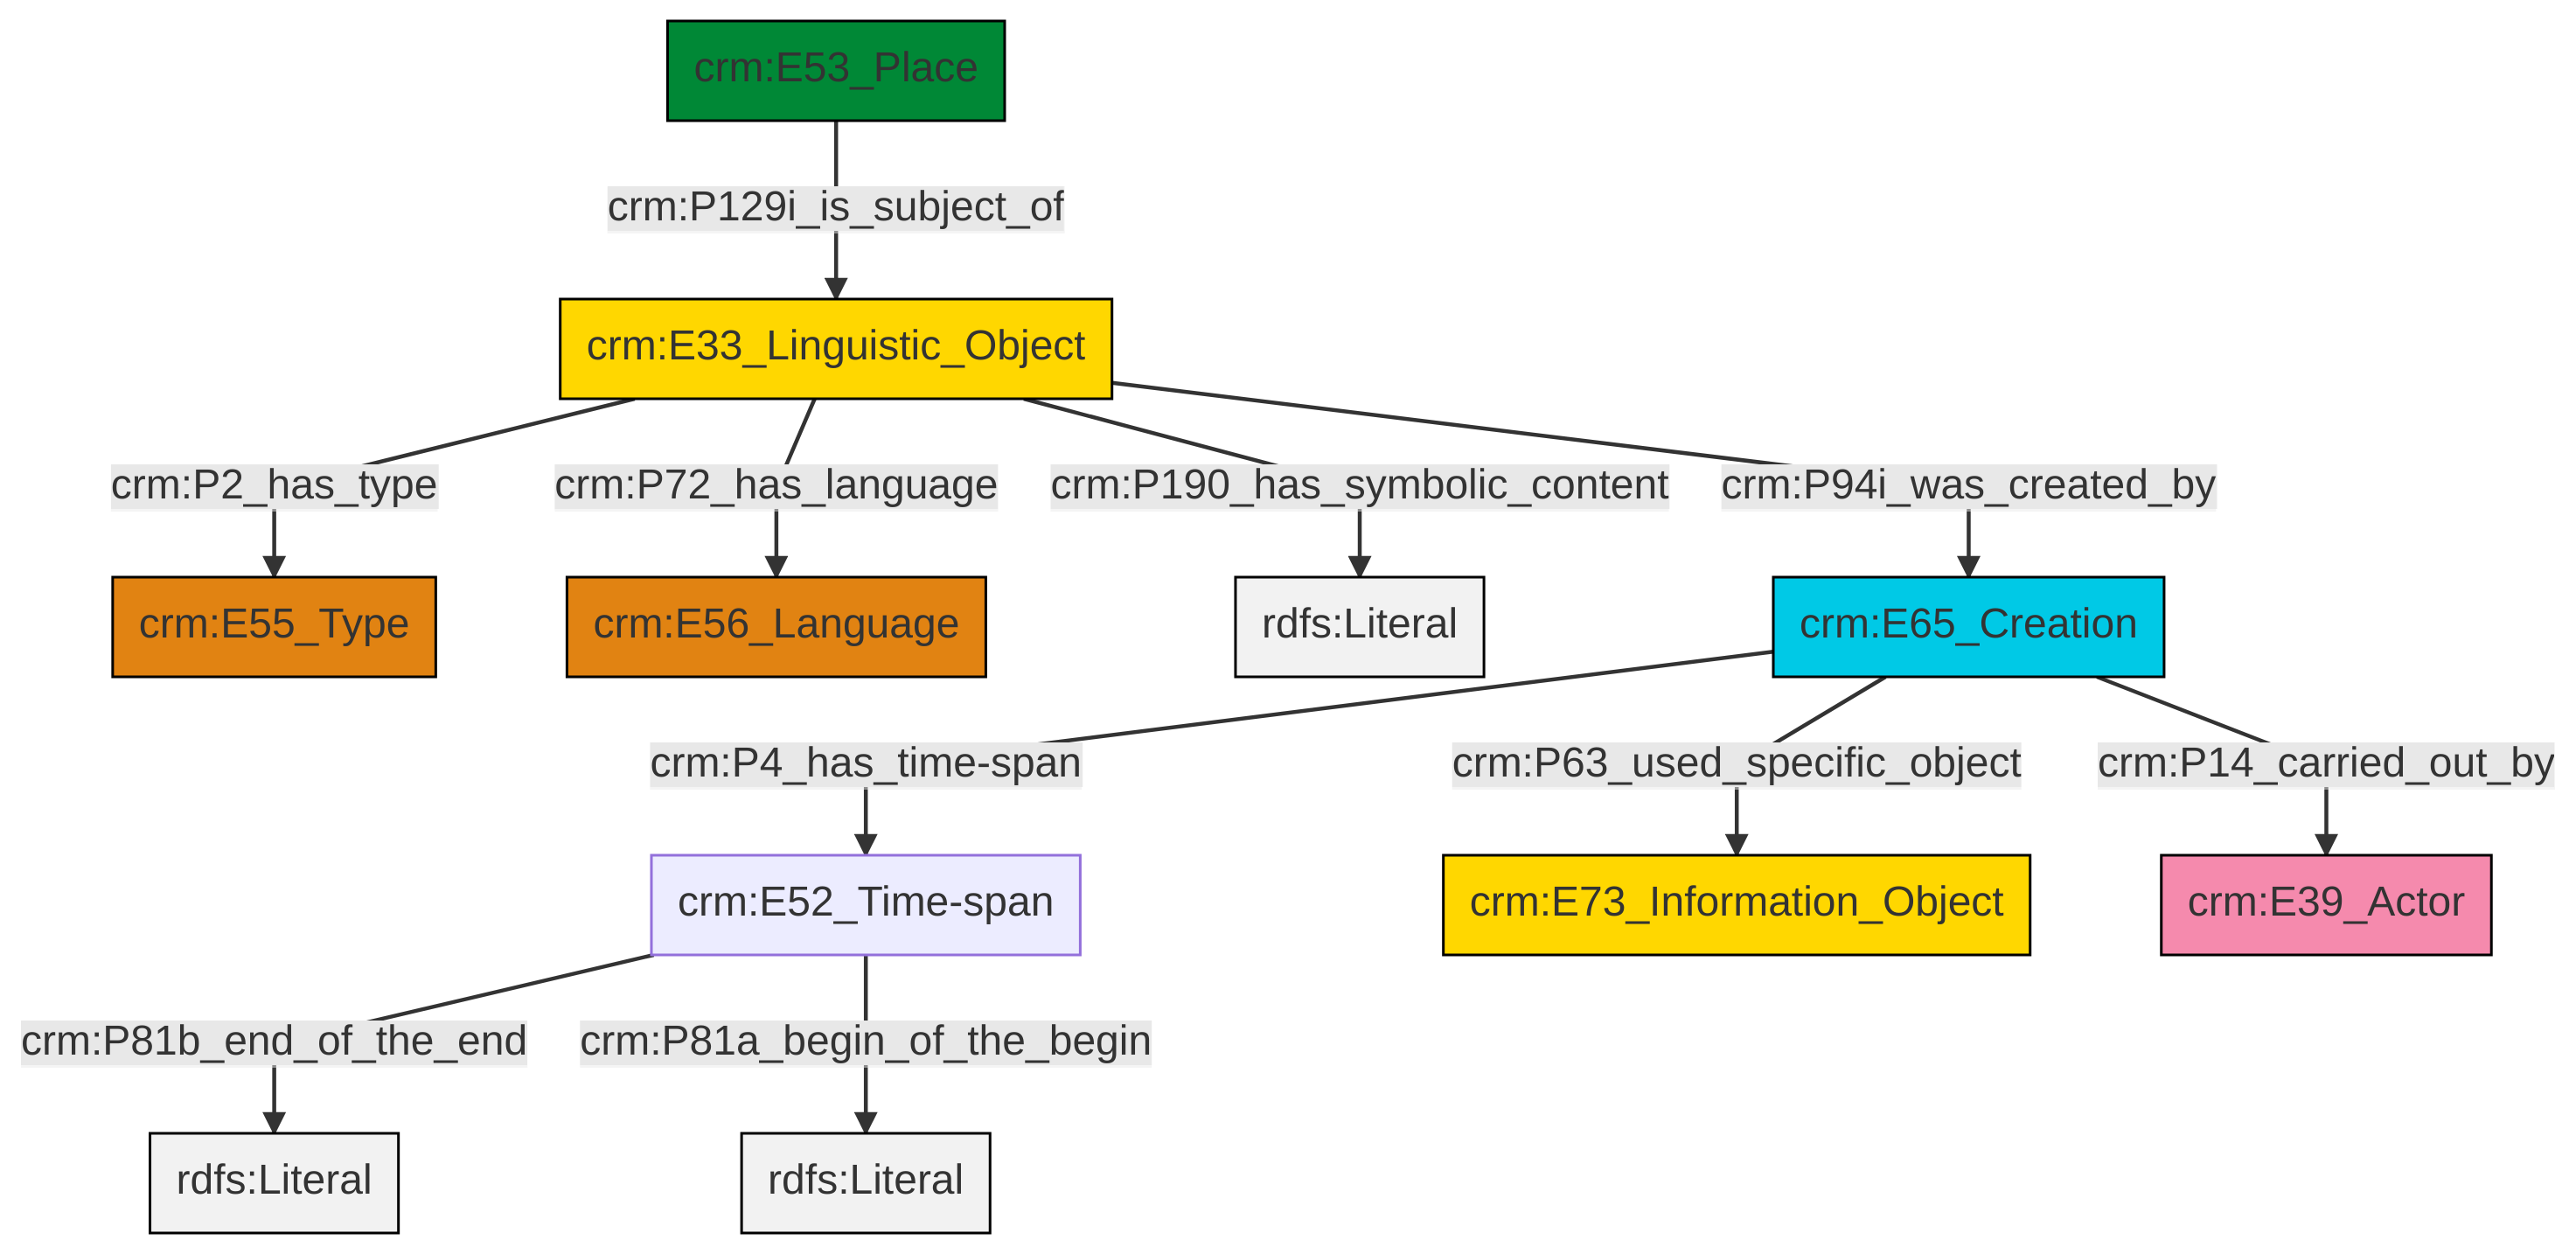 crm:E53_Place
crm:P129i_is_subject_of
crm:E33_Linguistic_Object
crm:P2_has_type
crm:P72_has_language
crm:P190_has_symbolic_content
crm:P94i_was_created_by
crm:E55_Type
crm:E56_Language
rdfs:Literal
crm:E65_Creation
crm:P4_has_time-span
crm:P63_used_specific_object
crm:P14_carried_out_by
crm:E52_Time-span
crm:E73_Information_Object
crm:E39_Actor
crm:P81b_end_of_the_end
crm:P81a_begin_of_the_begin
rdfs:Literal
rdfs:Literal